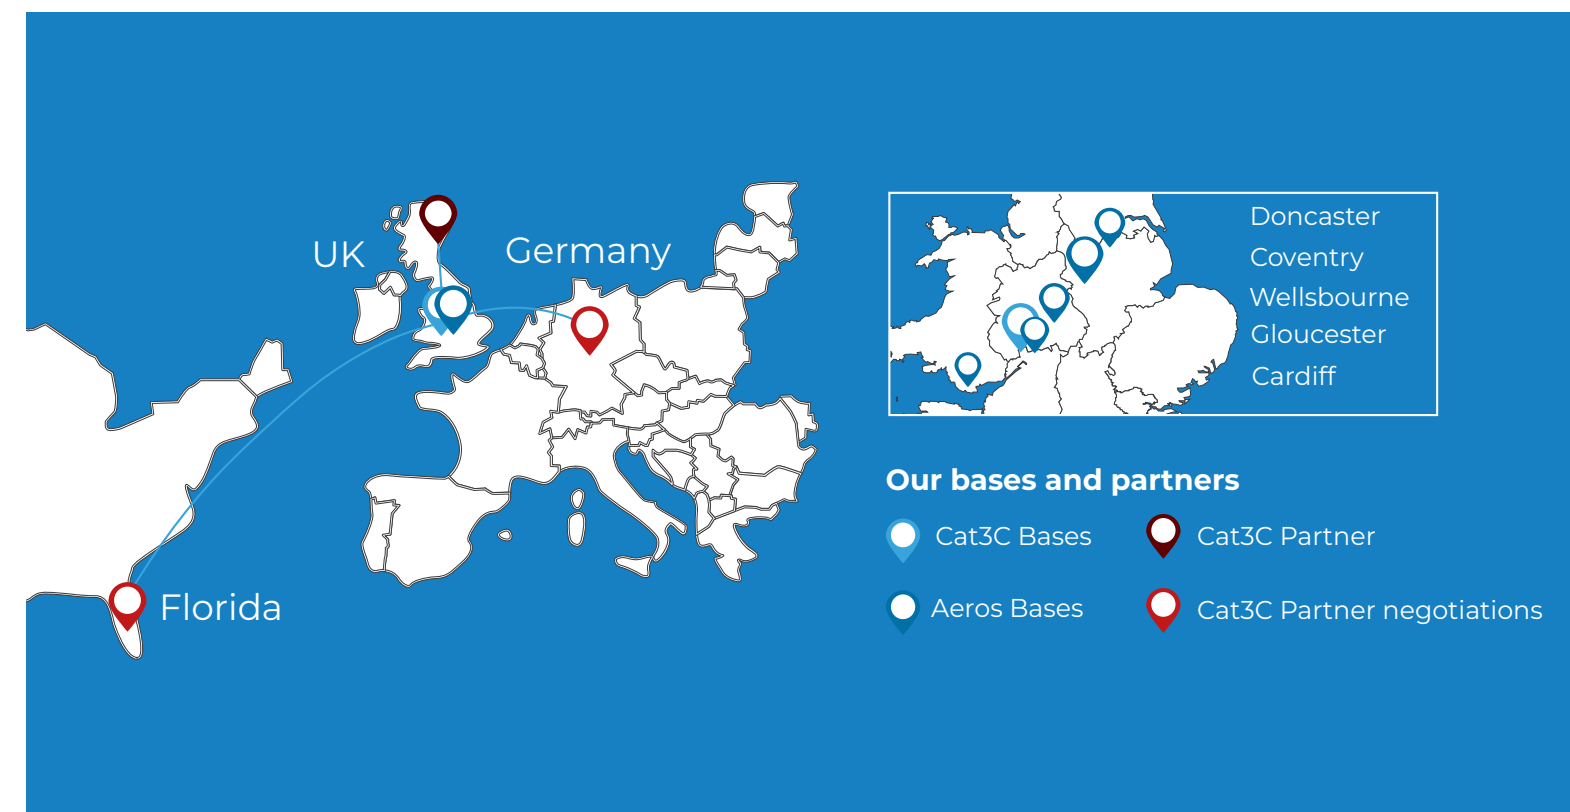 UK
Germany
Florida
Doncaster
Coventry
Wellsbourne
Gloucester
Cardiff
Our bases and partners
Cat3C Bases
Cat3C Partner
Aeros Bases
Cat3C Partner negotiations